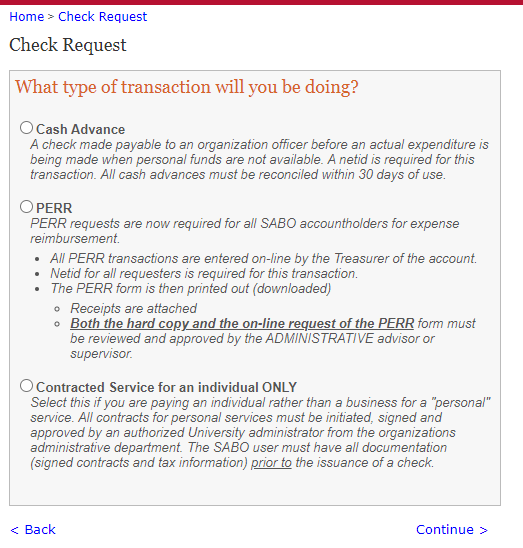 Home > Check Request
Check Request
What type of transaction will you be doing?
Cash Advance
A check made payable to an organization officer before an actual expenditure is
being made when personal funds are not available. A netid is required for this
transaction. All cash advances must be reconciled within 30 days of use.
PERR
PERR requests are now required for all SABO accountholders for expense
reimbursement.
• All PERR transactions are entered on-line by the Treasurer of the account.
• Netid for all requesters is required for this transaction.
• The PERR form is then printed out (downloaded)
◦ Receipts are attached
◦ Both the hard copy and the on-line request of the PERR form must
be reviewed and approved by the ADMINISTRATIVE advisor or
supervisor.
Contracted Service for an individual ONLY
Select this if you are paying an individual rather than a business for a "personal"
service. All contracts for personal services must be initiated, signed and
approved by an authorized University administrator from the organizations
administrative department. The SABO user must have all documentation
(signed contracts and tax information) prior to the issuance of a check.
< Back
Continue >